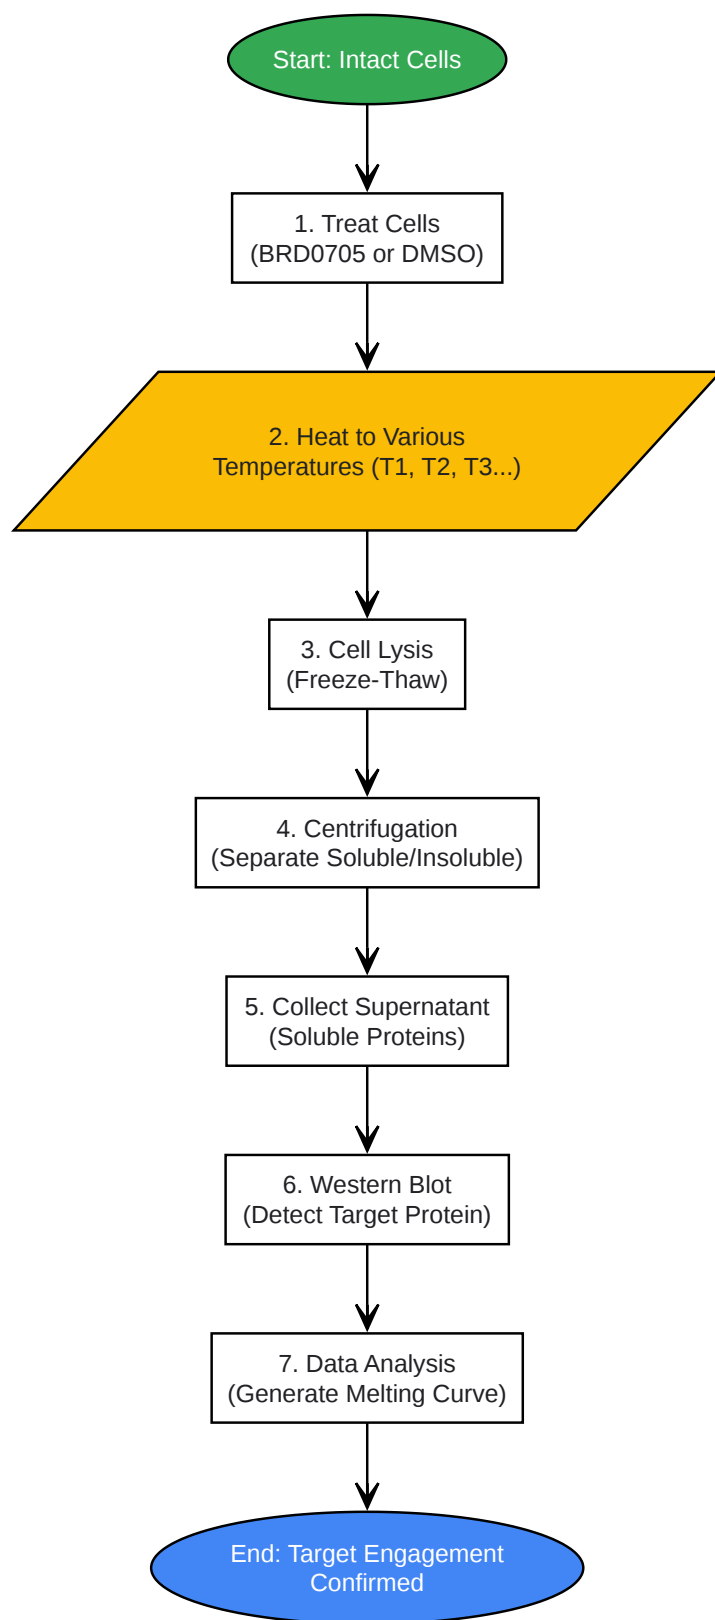 Start: Intact Cells
1. Treat Cells
(BRD0705 or DMSO)
2. Heat to Various
Temperatures (T1, T2, T3...)
3. Cell Lysis
(Freeze-Thaw)
4. Centrifugation
(Separate Soluble/Insoluble)
5. Collect Supernatant
(Soluble Proteins)
6. Western Blot
(Detect Target Protein)
7. Data Analysis
(Generate Melting Curve)
End: Target Engagement
Confirmed